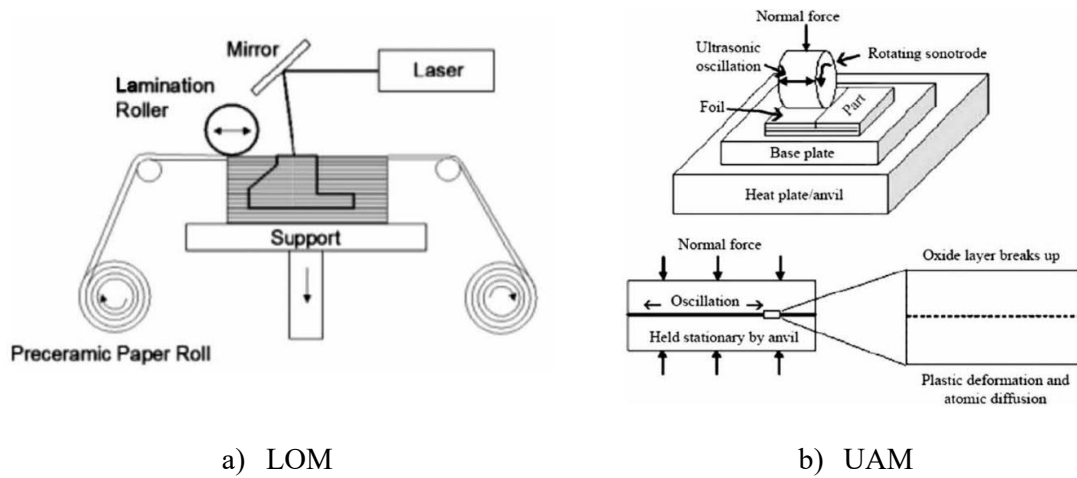 Mirror
Laser
Lamination
Roller
Support
Preceramic Paper Roll
a) LOM
Normal force
Ultrasonic
oscillation
Rotating sonotrode
Foil
Part
Base plate
Heat plate/anvil
Normal force
Oscillation
Held stationary by anvil
Oxide layer breaks up
Plastic deformation and
atomic diffusion
b) UAM